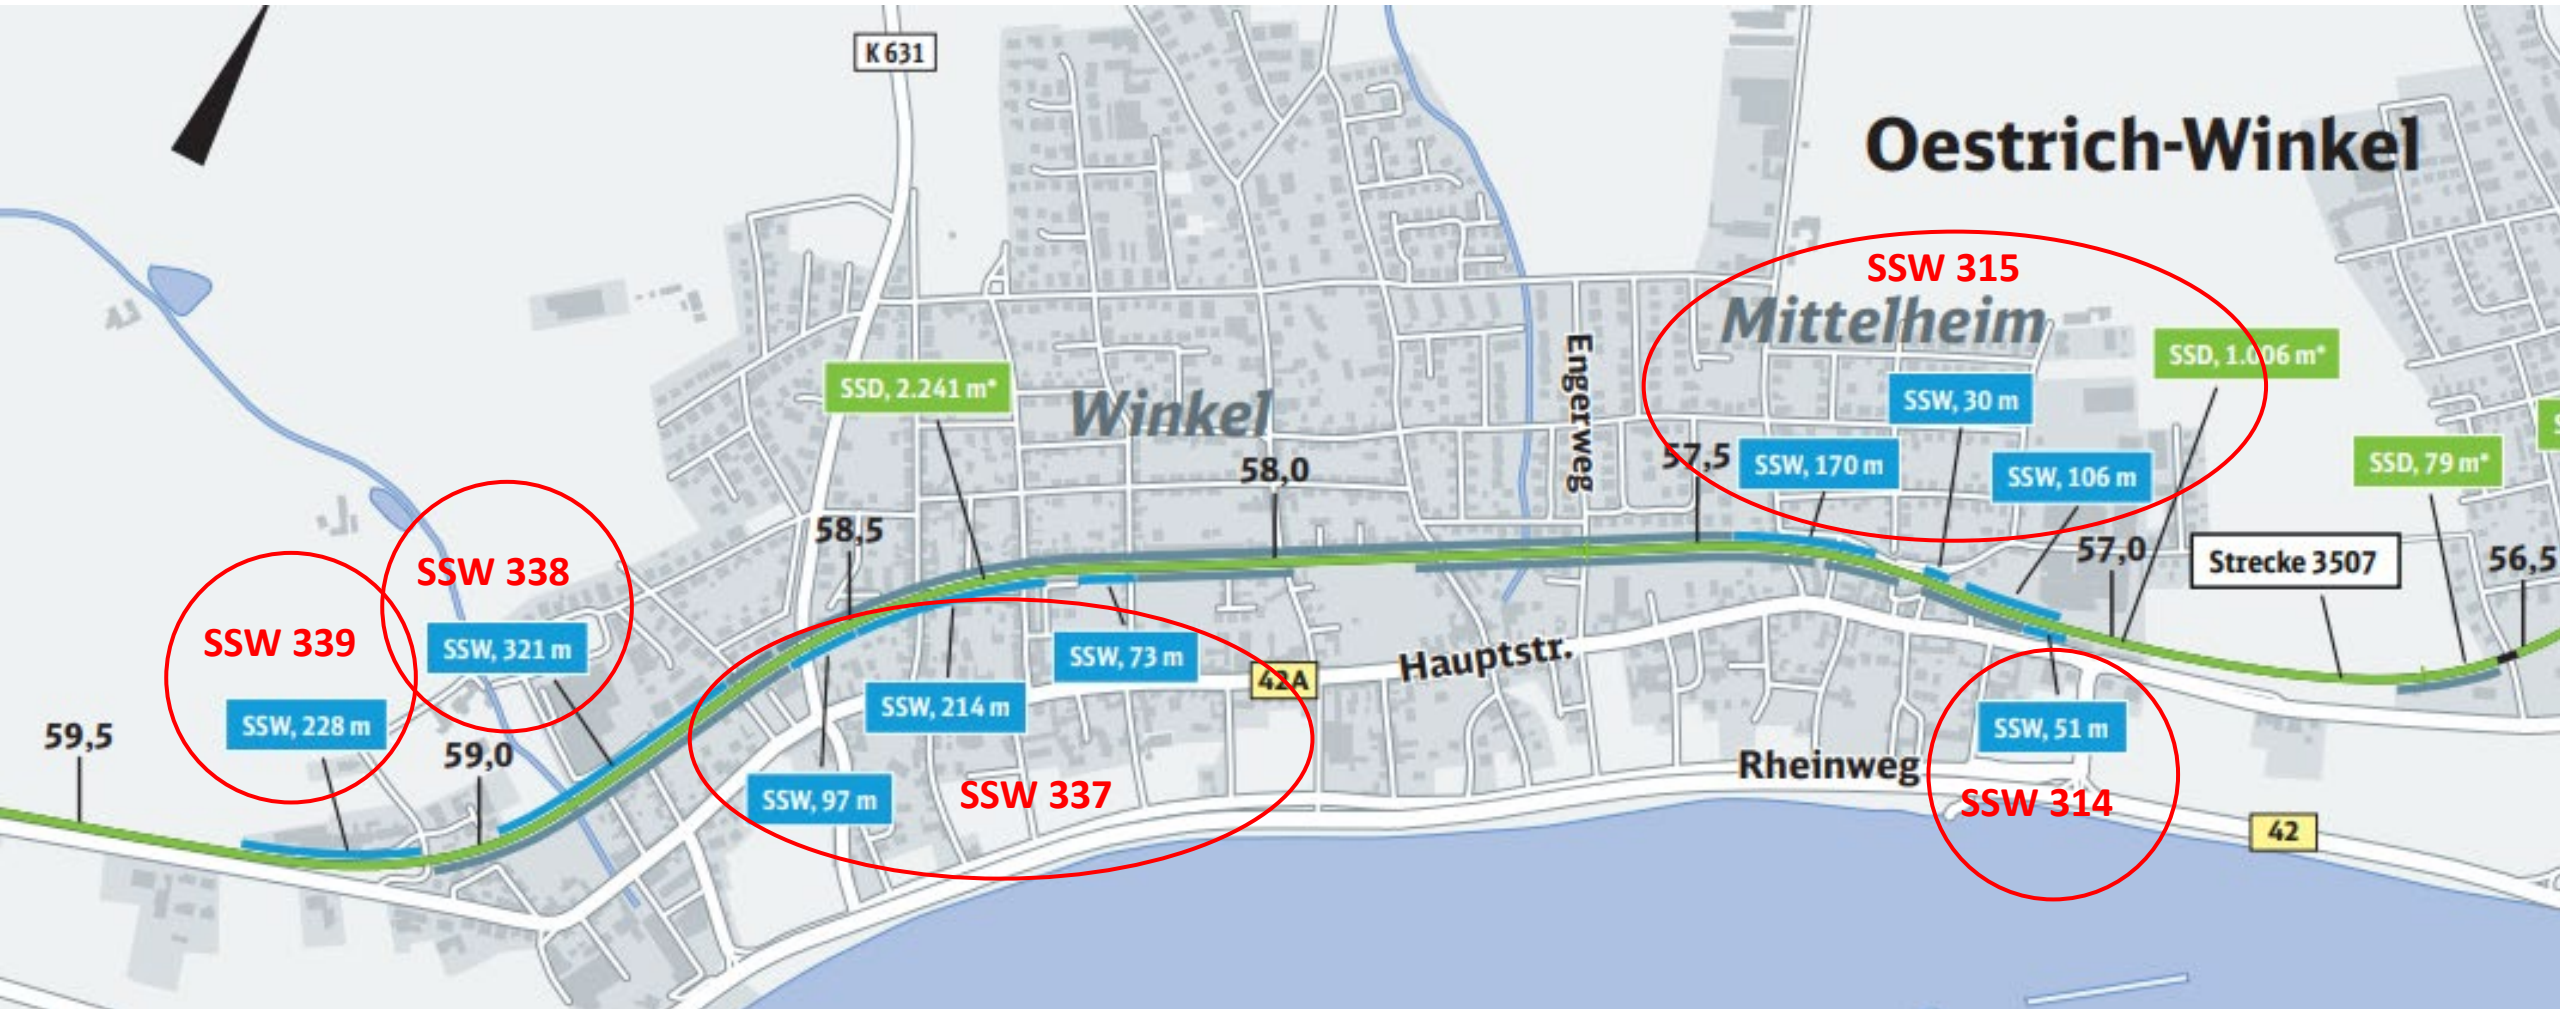 K 631
Oestrich-Winkel
SSW 315
Mittelheim
SSD, 1.006 m*
SSD, 2.241 m*
Winkel
Engerweg
SSW, 30 m
57,5
SSW, 170 m
SSW, 106 m
SSD, 79 m*
58,0
58,5
57,0
Strecke 3507
56,5
SSW 338
SSW 339
SSW, 321 m
SSW, 73 m
Hauptstr.
42A
SSW, 228 m
SSW, 214 m
SSW, 51 m
59,5
59,0
Rheinweg
SSW, 97 m
SSW 337
SSW 314
42